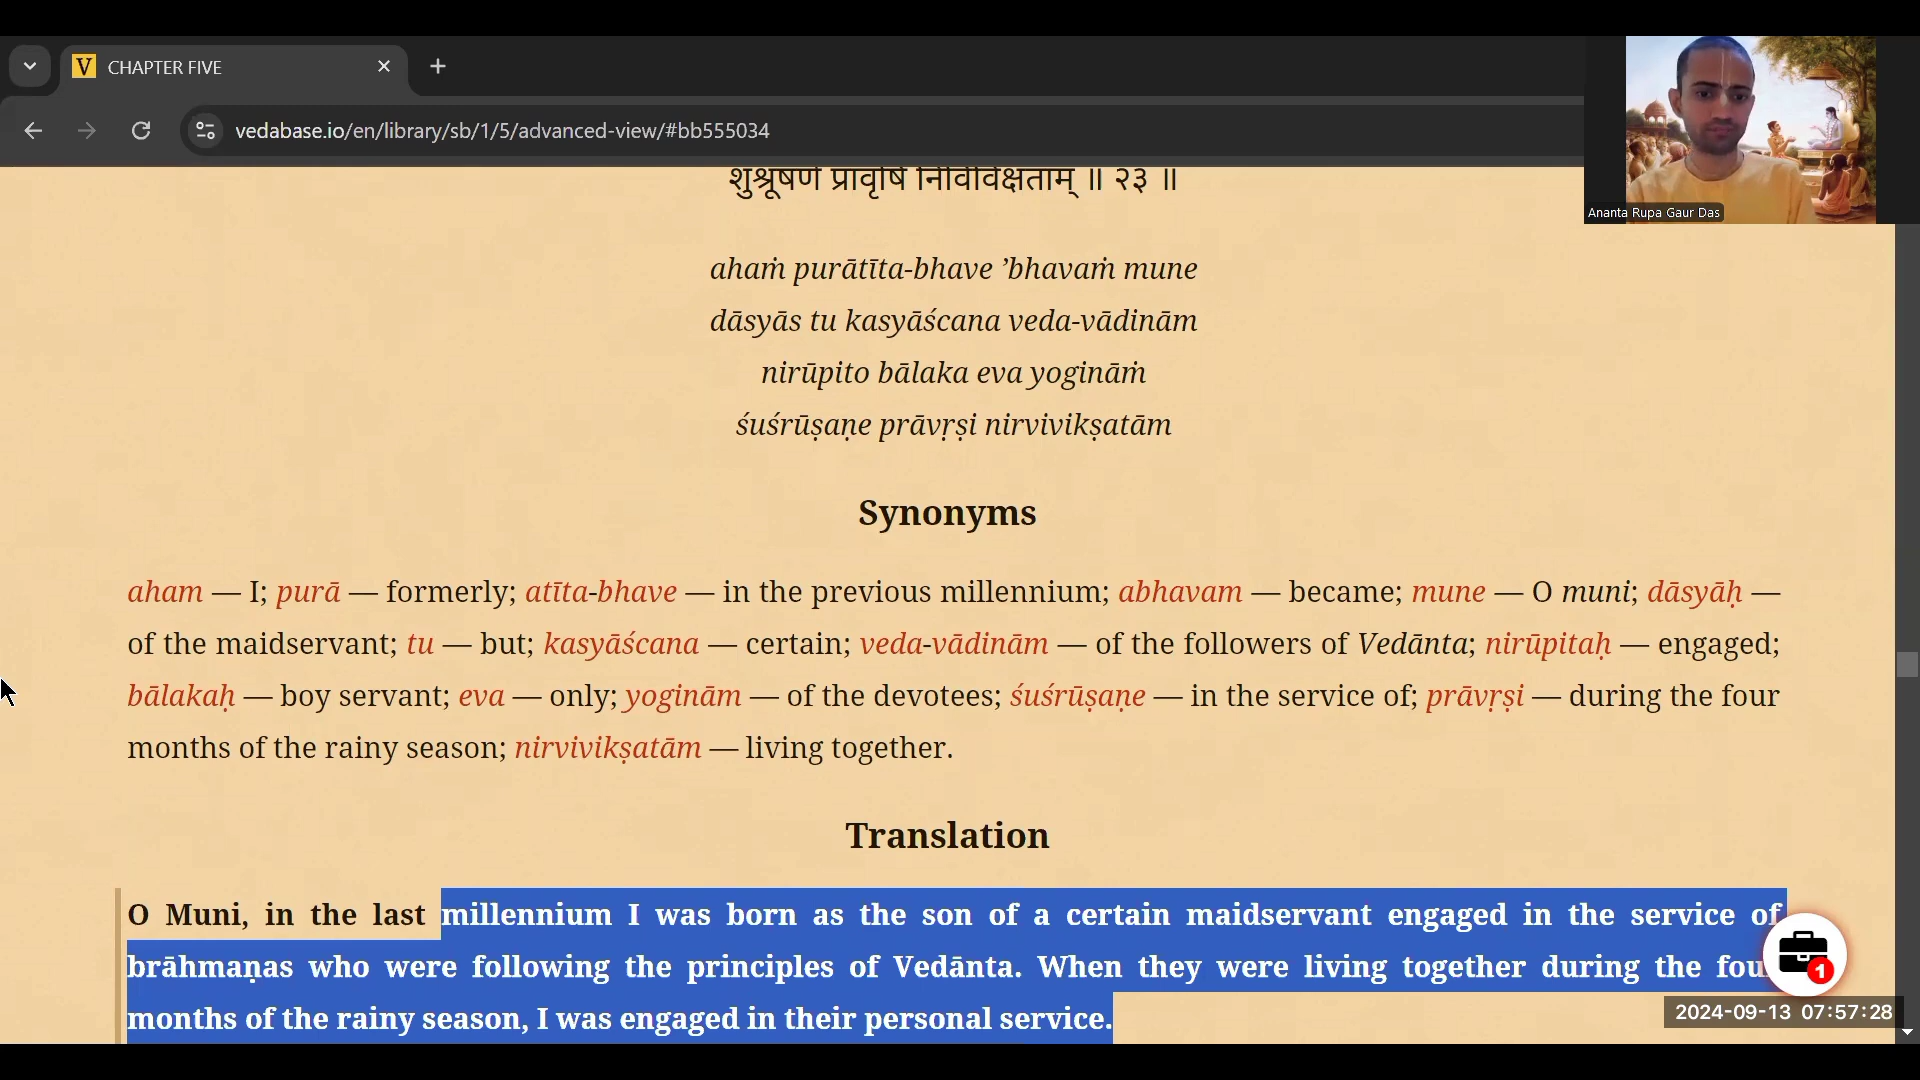 CHAPTER FIVE
vedabase.io/en/library/sb/1/5/advanced-view/#bb555034
Ananta Rupa Gaur Das
शुश्रूषणे प्रावृषि निर्विविक्षताम् ॥ २३ ॥
ahaṁ purātīta-bhave ’bhavaṁ mune
dāsyās tu kasyāścana veda-vādinām
nirūpito bālaka eva yogināṁ
śuśrūṣaṇe prāvṛṣi nirvivikṣatām
Synonyms
aham — I; purā — formerly; atīta-bhave — in the previous millennium; abhavam — became; mune — O muni; dāsyāḥ —
of the maidservant; tu — but; kasyāścana — certain; veda-vādinām — of the followers of Vedānta; nirūpitaḥ — engaged;
bālakaḥ — boy servant; eva — only; yoginām — of the devotees; śuśrūṣaṇe — in the service of; prāvṛṣi — during the four
months of the rainy season; nirvivikṣatām — living together.
Translation
O Muni, in the last millennium I was born as the son of a certain maidservant engaged in the service of
brāhmaṇas who were following the principles of Vedānta. When they were living together during the four
months of the rainy season, I was engaged in their personal service.
1
2024-09-13 07:57:28